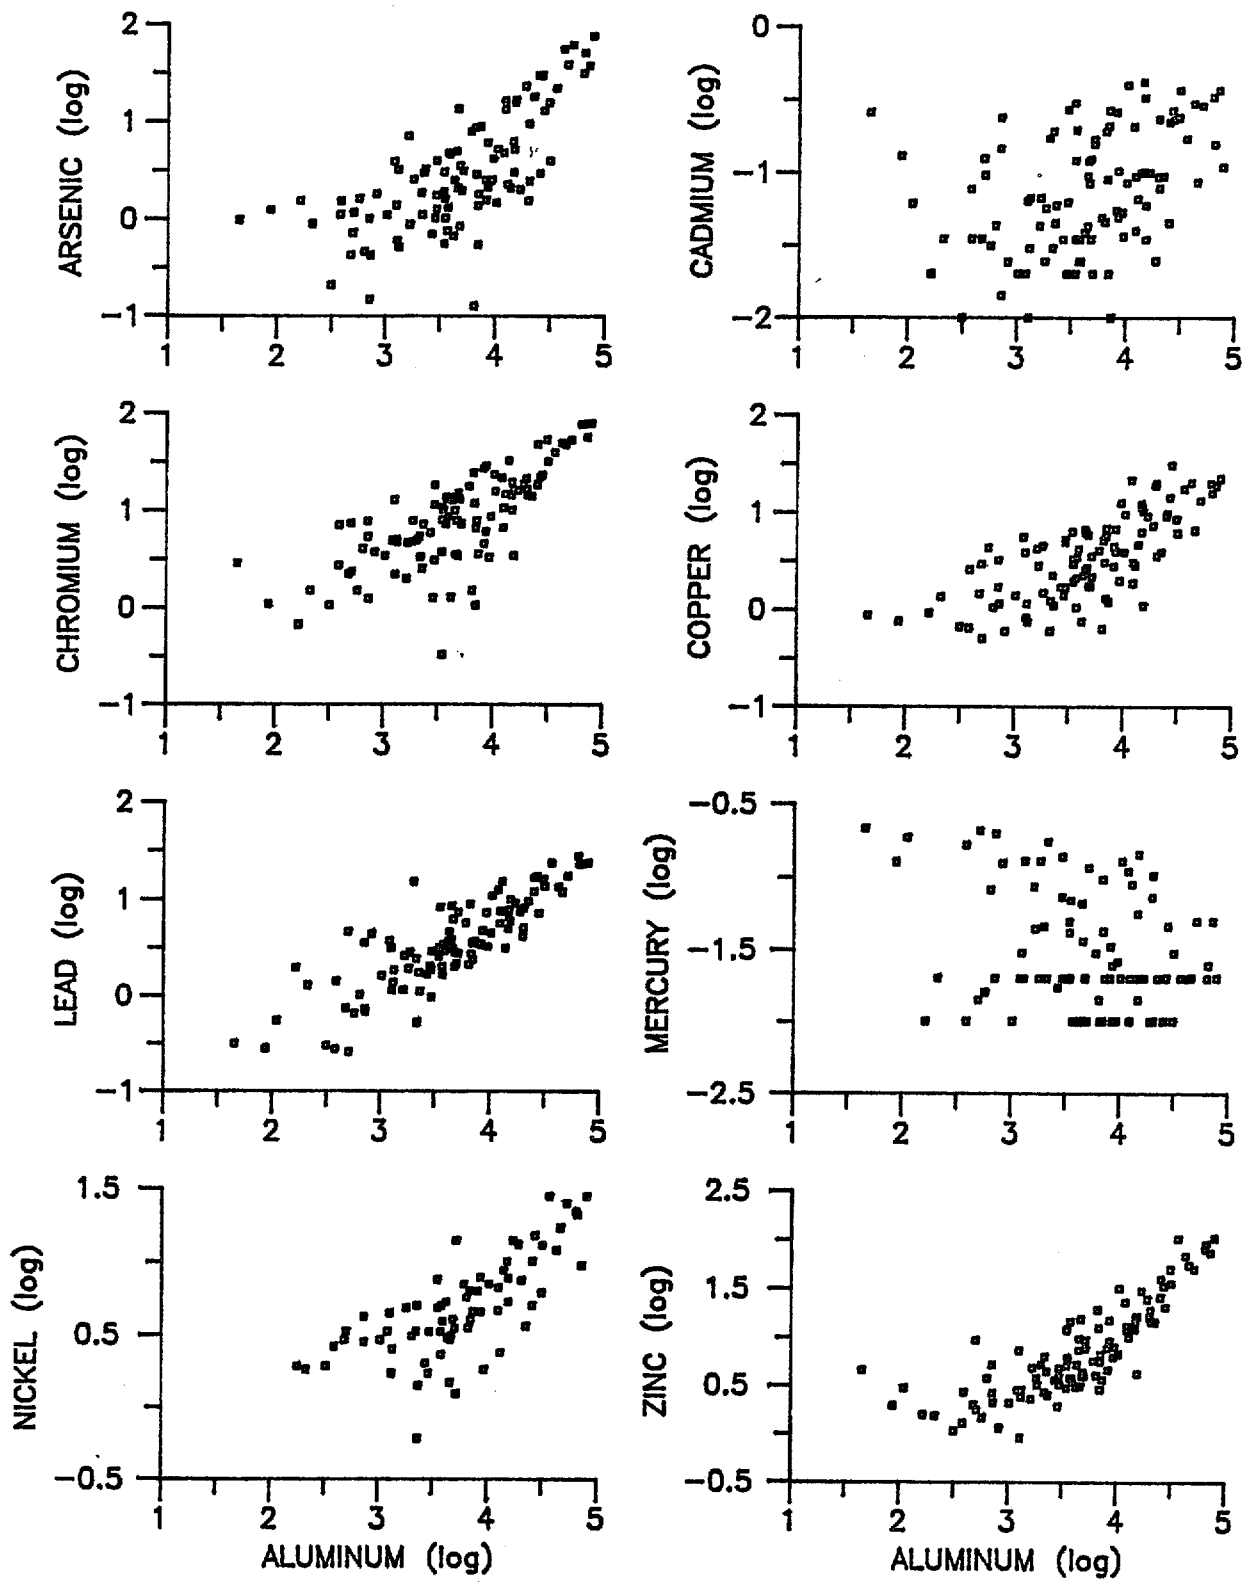 ARSENIC (log)
2
1
0
−1
1 2 3 4 5
CADMIUM (log)
0
−1
−2
1 2 3 4 5
CHROMIUM (log)
2
1
0
−1
1 2 3 4 5
COPPER (log)
2
1
0
−1
1 2 3 4 5
LEAD (log)
2
1
0
−1
1 2 3 4 5
MERCURY (log)
−0.5
−1.5
−2.5
1 2 3 4 5
NICKEL (log)
1.5
0.5
−0.5
1 2 3 4 5
ALUMINUM (log)
ZINC (log)
2.5
1.5
0.5
−0.5
1 2 3 4 5
ALUMINUM (log)